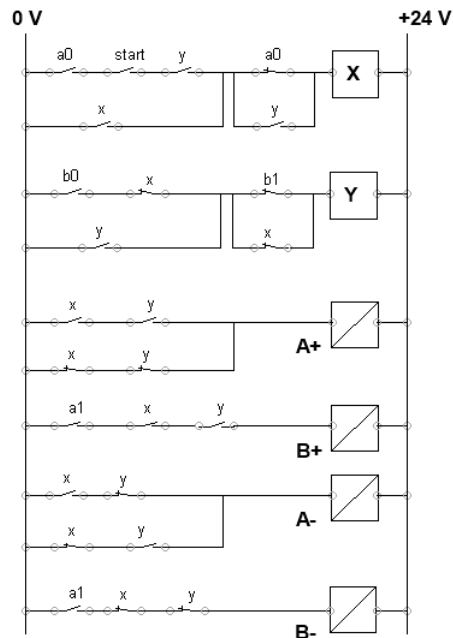 0 V +24 V
a0 start y a0
X
x y
b0 x b1
Y
y x
x y
A+
x y
a1 x y
B+
x y
A-
x y
a1 x y
B-